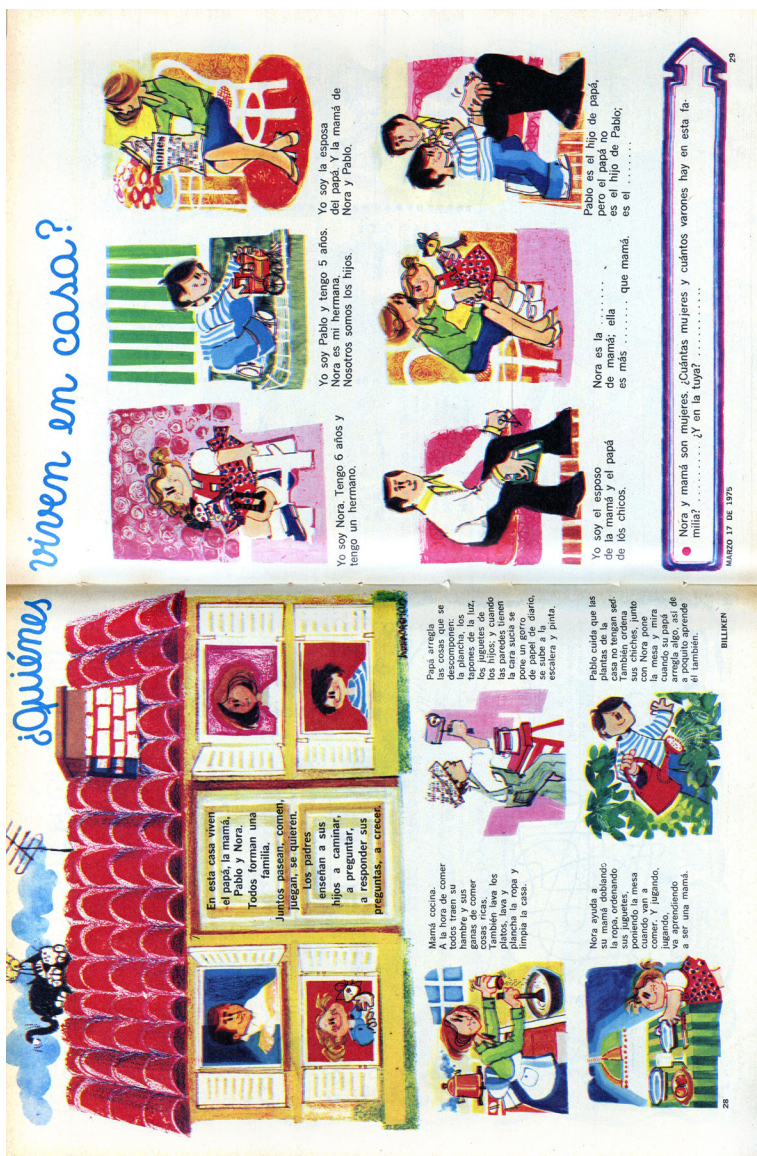 ¿Quiénes viven en casa?
En esta casa viven
el papá, la mamá,
Pablo y Nora.
Todos forman una
familia.
Juntos pasean, comen,
juegan, se quieren.
Los padres
enseñan a sus
hijos a caminar,
a preguntar,
a responder sus
preguntas, a crecer.
Mamá cocina.
A la hora de comer
todos traen su
hambre y sus
ganas de comer
cosas ricas.
También lava los
platos, lava y
plancha la ropa y
limpia la casa.
Papá arregla
las cosas que se
descomponen:
la plancha, los
tapones de la luz,
los juguetes de
los hijos; y cuando
las paredes tienen
la cara sucia se
pone un gorro
de papel de diario,
se sube a la
escalera y pinta.
Nora ayuda a
su mamá doblando
la ropa, ordenando
sus juguetes,
poniendo la mesa
cuando van a
comer. Y jugando,
jugando,
va aprendiendo
a ser una mamá.
Pablo cuida que las
plantas de la
casa no tengan sed.
También ordena
sus chiches, junto
con Nora pone
la mesa y mira
cuando su papá
arregla algo, así de
a poquito aprende
él también.
28
BILLIKEN
Yo soy Nora. Tengo 6 años y
tengo un hermano.
Yo soy Pablo y tengo 5 años.
Nora es mi hermana.
Nosotros somos los hijos.
siones
Yo soy la esposa
del papá. Y la mamá de
Nora y Pablo.
Yo soy el esposo
de la mamá y el papá
de los chicos.
Nora es la ........ 
de mamá; ella
es más ........ que mamá.
Pablo es el hijo de papá,
pero el papá no
es el hijo de Pablo;
es el ........
Nora y mamá son mujeres. ¿Cuántas mujeres y cuántos varones hay en esta fa-
milia? .......... ¿Y en la tuya? ..........
MARZO 17 DE 1975
29